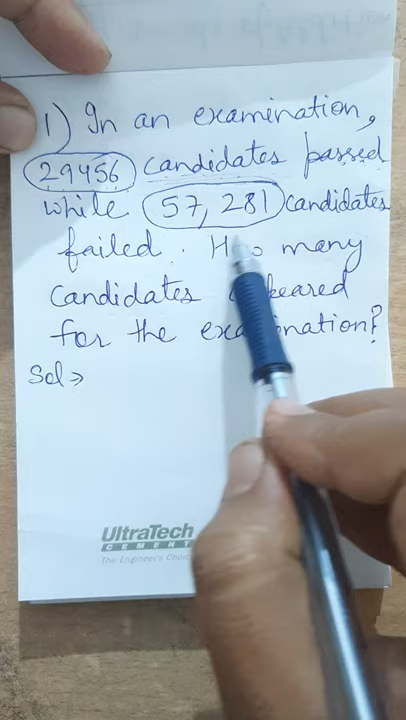 1) In an examination,
29456 candidates passed
while 57,281 candidates
failed. many
candidates
for the examination?
Sol⇒
UltraTech
CEMENT
The Engineer's Choice